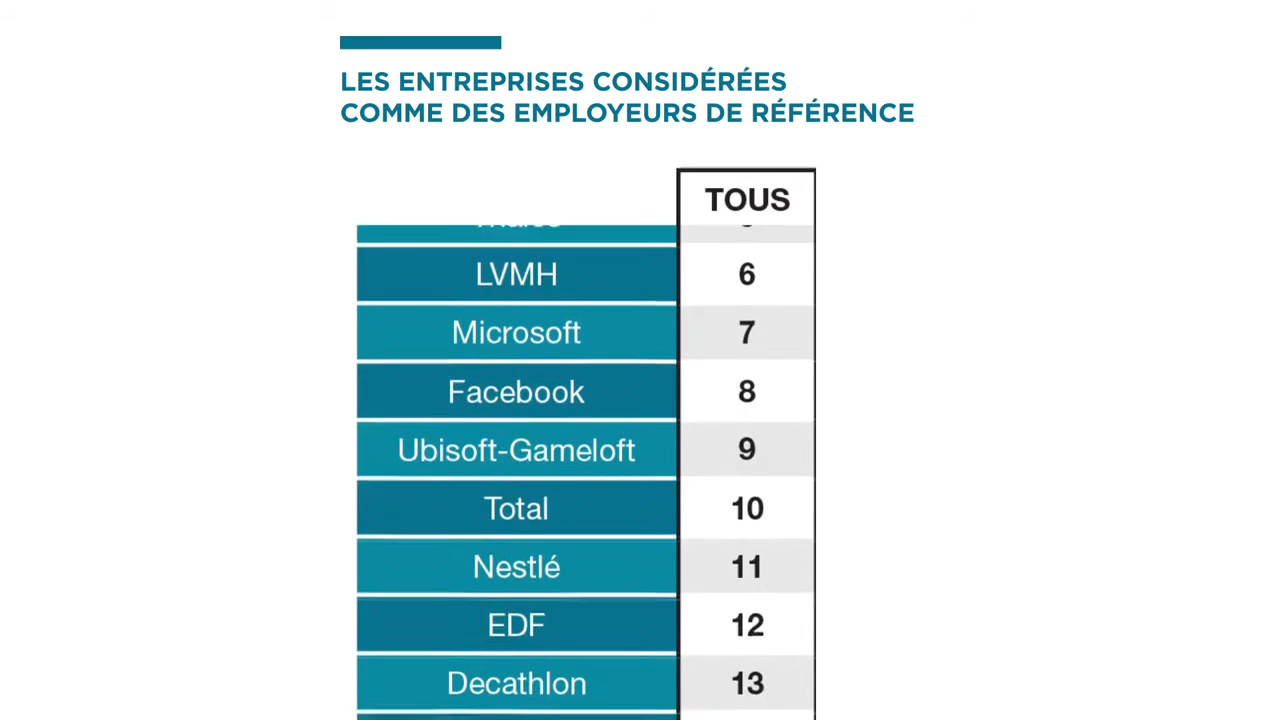 LES ENTREPRISES CONSIDÉRÉES
COMME DES EMPLOYEURS DE RÉFÉRENCE
TOUS
LVMH 6
Microsoft 7
Facebook 8
Ubisoft-Gameloft 9
Total 10
Nestlé 11
EDF 12
Decathlon 13